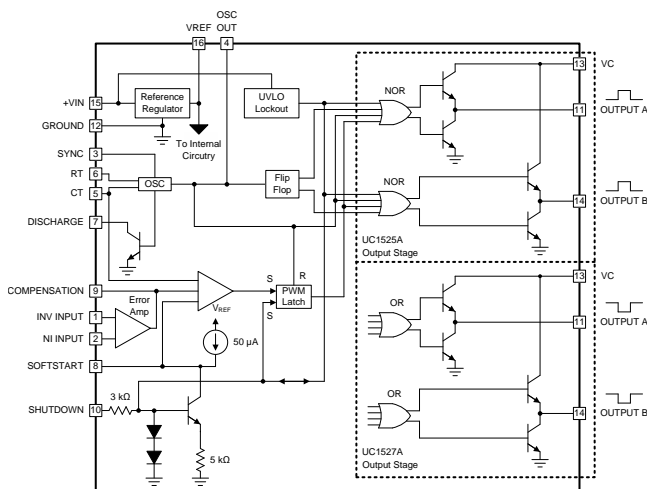 OSC
VREF OUT
16 4
+VIN 15
Reference
Regulator
UVLO
Lockout
NOR
13 VC
11
OUTPUT A
GROUND 12
To Internal
Circuitry
SYNC 3
RT 6
CT 5
OSC
Flip
Flop
NOR
14
OUTPUT B
DISCHARGE 7
UC1525A
Output Stage
13 VC
COMPENSATION 9
Error
Amp
VREF
S R
PWM
Latch
S
OR
11
OUTPUT A
INV INPUT 1
NI INPUT 2
50 µA
SOFTSTART 8
OR
SHUTDOWN 10
3 kΩ
14
OUTPUT B
5 kΩ
UC1527A
Output Stage